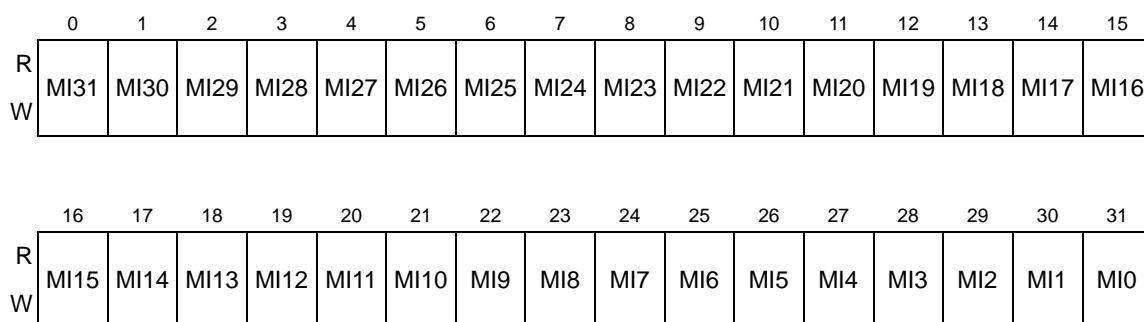 0 1 2 3 4 5 6 7 8 9 10 11 12 13 14 15
R
MI31 MI30 MI29 MI28 MI27 MI26 MI25 MI24 MI23 MI22 MI21 MI20 MI19 MI18 MI17 MI16
W
16 17 18 19 20 21 22 23 24 25 26 27 28 29 30 31
R
MI15 MI14 MI13 MI12 MI11 MI10 MI9 MI8 MI7 MI6 MI5 MI4 MI3 MI2 MI1 MI0
W